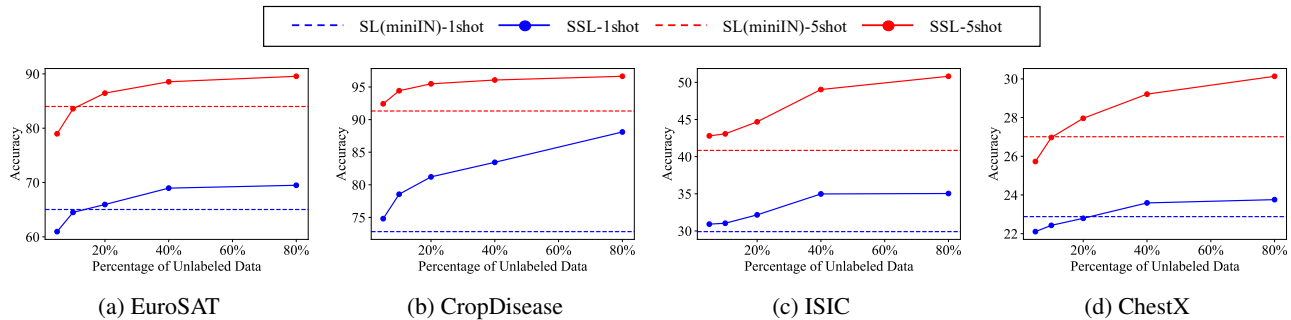 SL(miniIN)-1shot SSL-1shot SL(miniIN)-5shot SSL-5shot
90
80
70
60
Accuracy
20% 40% 60% 80%
Percentage of Unlabeled Data
(a) EuroSAT
95
90
85
80
75
Accuracy
20% 40% 60% 80%
Percentage of Unlabeled Data
(b) CropDisease
50
45
40
35
30
Accuracy
20% 40% 60% 80%
Percentage of Unlabeled Data
(c) ISIC
30
28
26
24
22
Accuracy
20% 40% 60% 80%
Percentage of Unlabeled Data
(d) ChestX